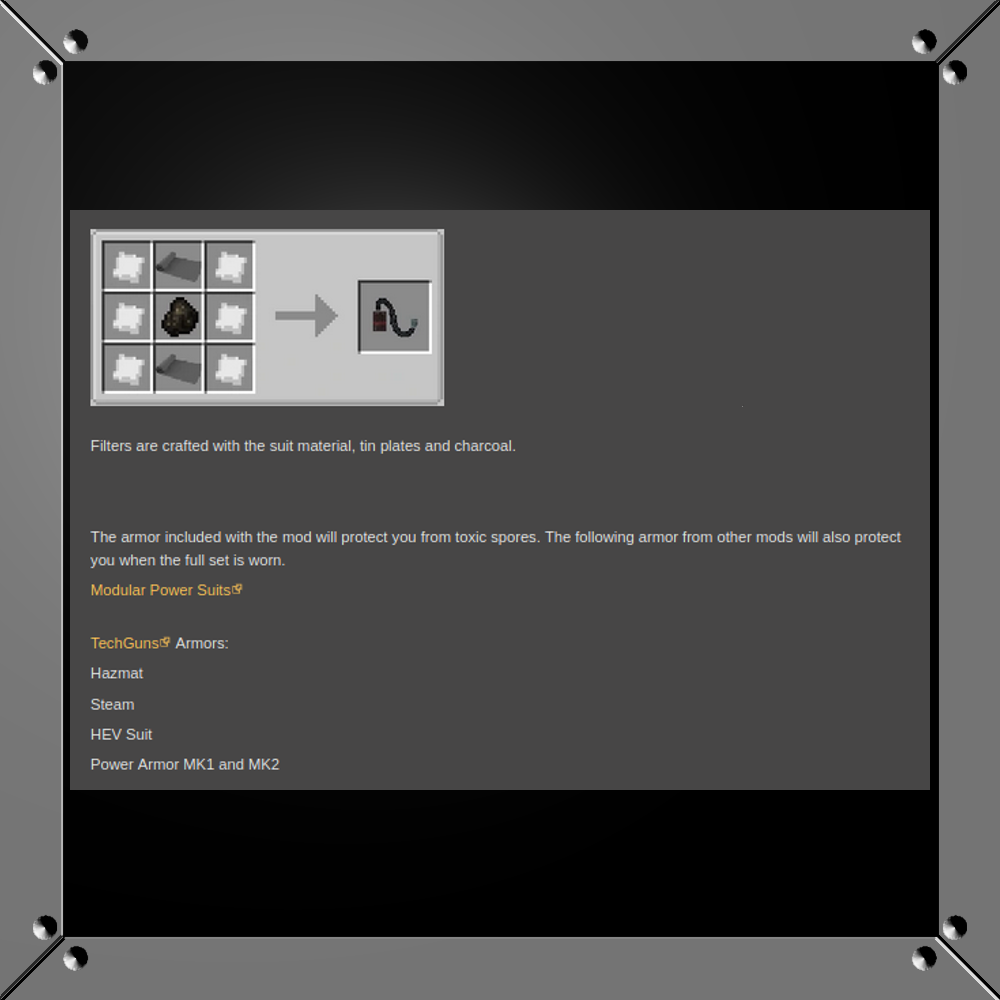 Filters are crafted with the suit material, tin plates and charcoal.
The armor included with the mod will protect you from toxic spores. The following armor from other mods will also protect
you when the full set is worn.
Modular Power Suits
TechGuns Armors:
Hazmat
Steam
HEV Suit
Power Armor MK1 and MK2